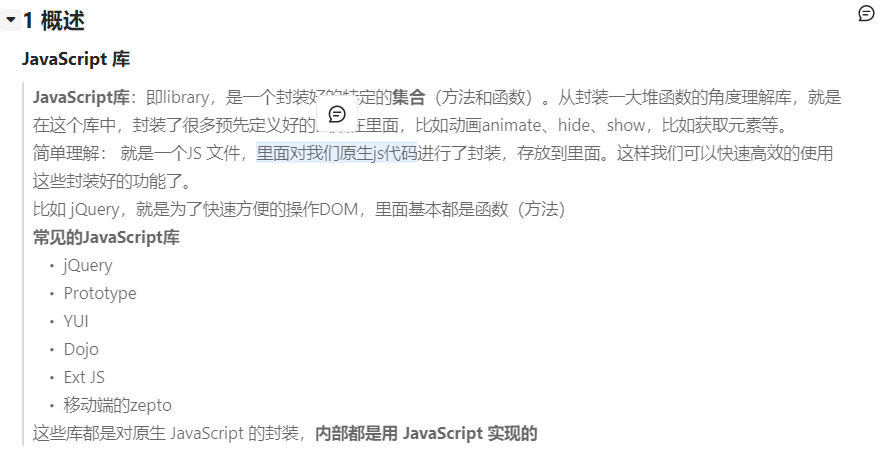 1 概述
JavaScript 库
JavaScript库：即library，是一个封装好的特定的集合（方法和函数）。从封装一大堆函数的角度理解库，就是
在这个库中，封装了很多预先定义好的在里面，比如动画animate、hide、show，比如获取元素等。
简单理解： 就是一个JS 文件，里面对我们原生js代码进行了封装，存放到里面。这样我们可以快速高效的使用
这些封装好的功能了。
比如 jQuery，就是为了快速方便的操作DOM，里面基本都是函数（方法）
常见的JavaScript库
• jQuery
• Prototype
• YUI
• Dojo
• Ext JS
• 移动端的zepto
这些库都是对原生 JavaScript 的封装，内部都是用 JavaScript 实现的